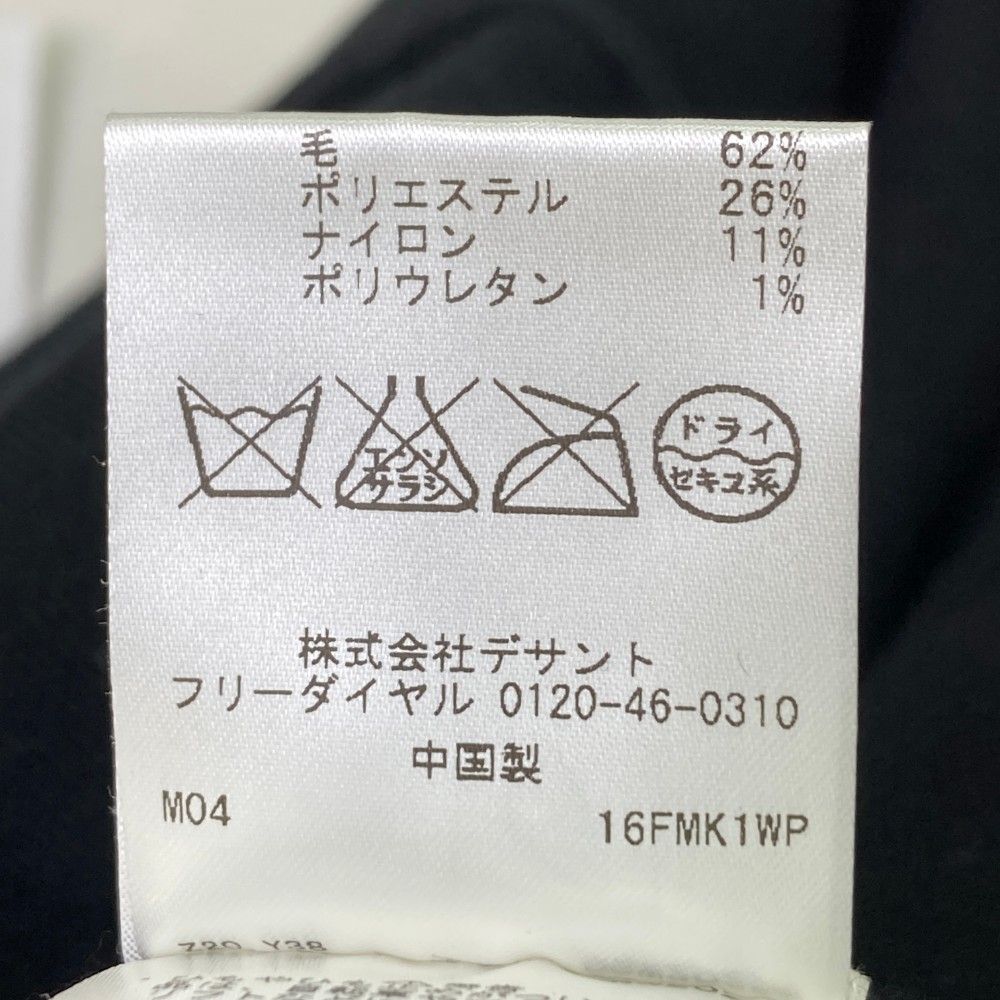 毛 62%
ポリエステル 26%
ナイロン 11%
ポリウレタン 1%
エンソ
サラシ
ドライ
セキユ系
株式会社デサント
フリーダイヤル 0120-46-0310
中国製
M04 16FMK1WP